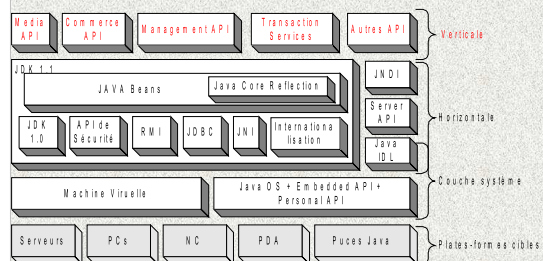 Media Commerce Management API Transaction Autres API
API API Services
Verticale
JDK 1.1
JAVA Beans
Java Core Reflection
JNDI
Server
API
Horizontale
JDK
1.0
API de
Sécurité
RMI
JDBC
JNI
Internationa
lisation
Java
IDL
Couche système
Machine Viruelle
Java OS + Embedded API +
Personal API
Serveurs PCs NC PDA Puces Java
Plates-formes cibles